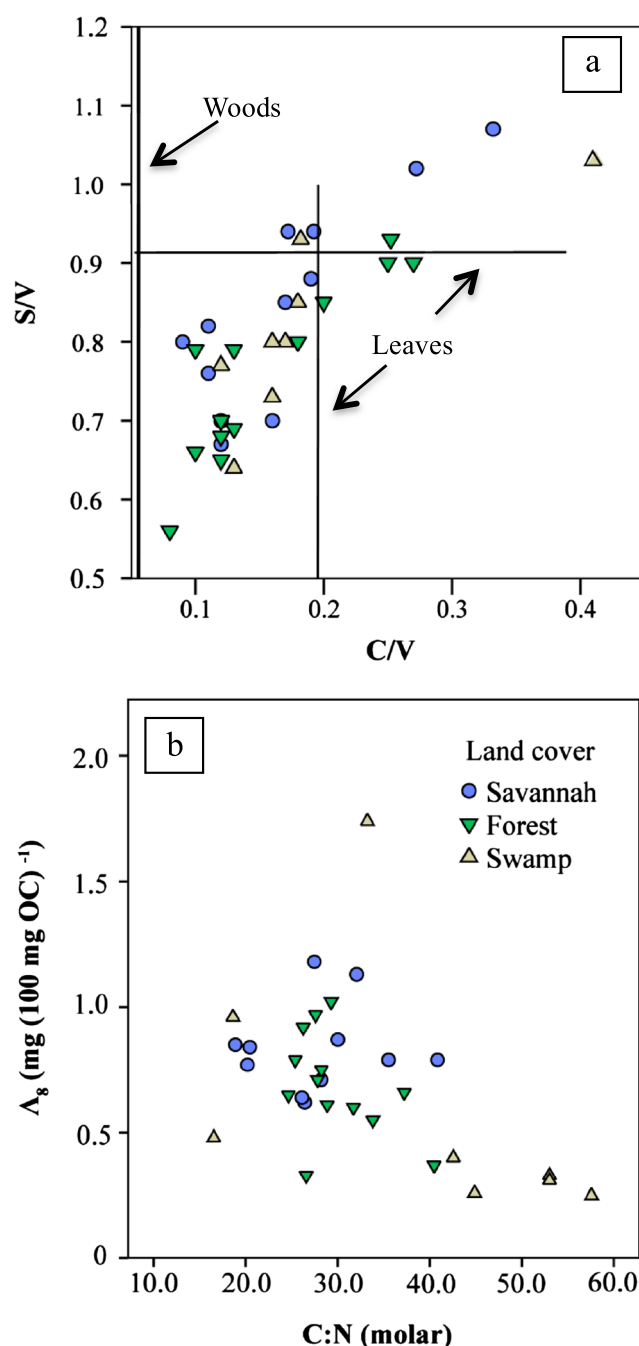 a
1.2
1.1
1.0
0.9
0.8
0.7
0.6
0.5
S/V
Woods
Leaves
0.1 0.2 0.3 0.4
C/V
b
Land cover
Savannah
Forest
Swamp
2.0
1.5
1.0
0.5
0
Λ8 (mg (100 mg OC) -1)
10.0 20.0 30.0 40.0 50.0 60.0
C:N (molar)